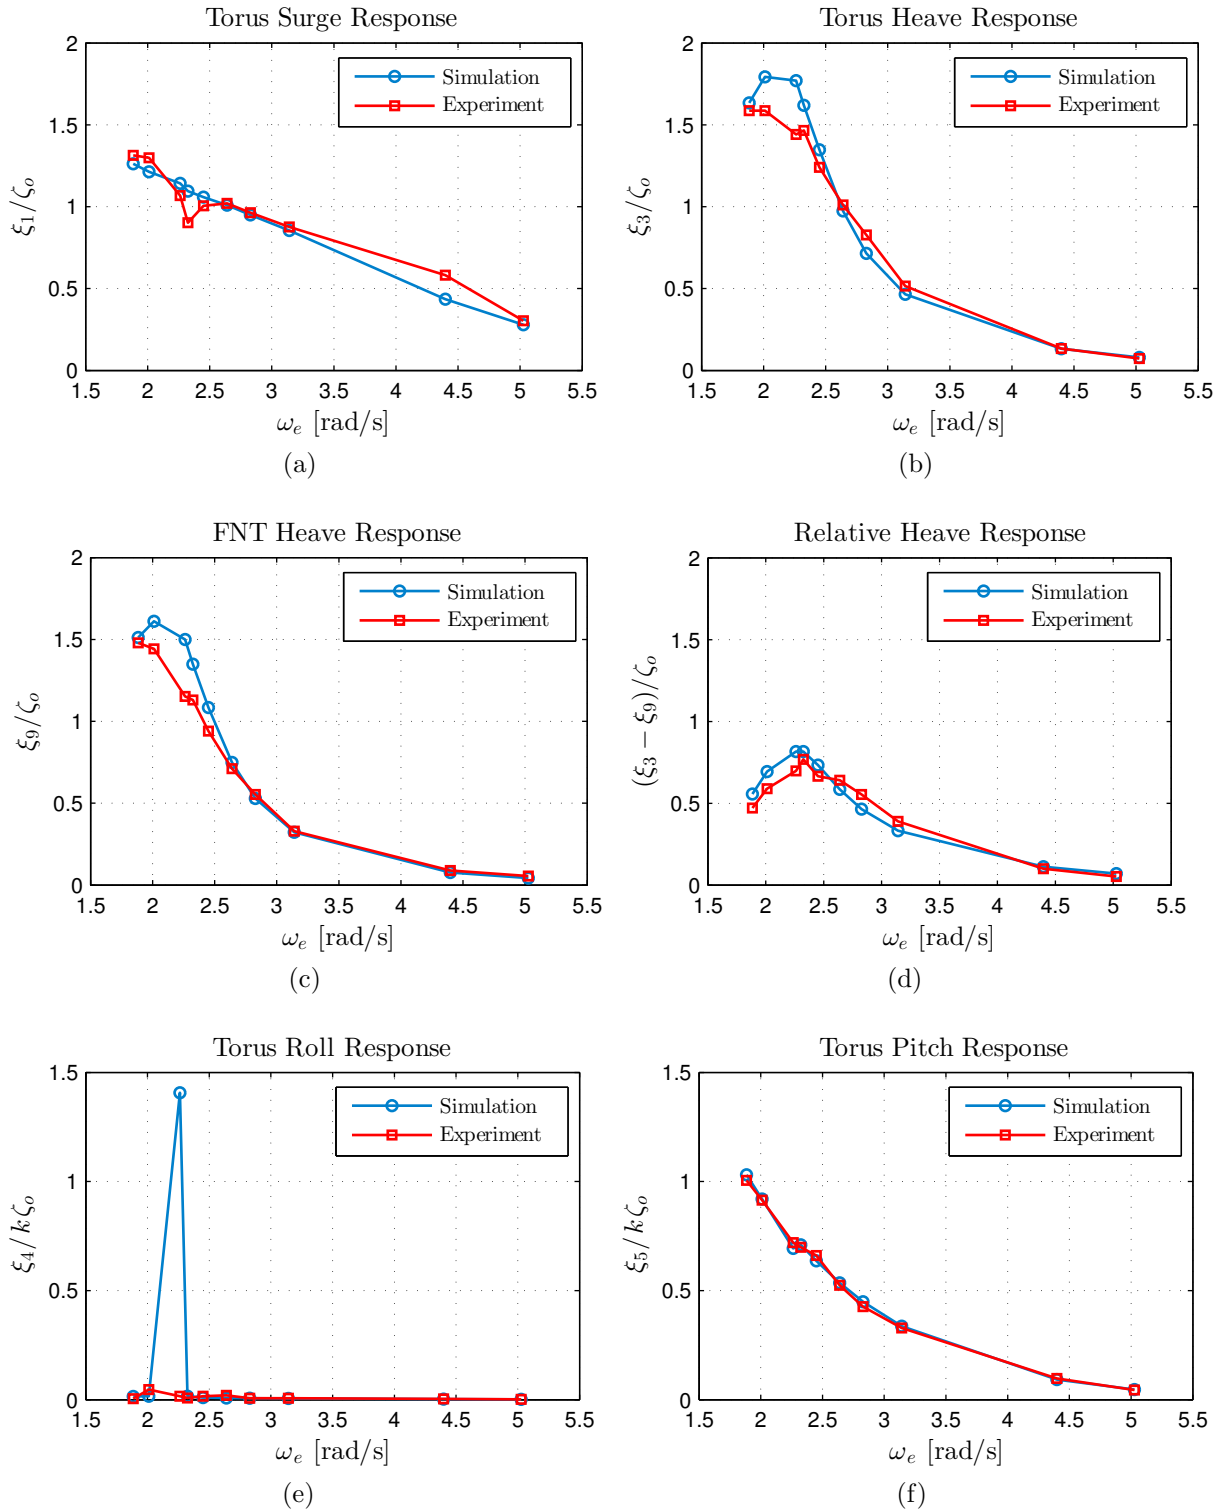 Torus Surge Response
2
1.5
1
0.5
0
ξ₁/ζₒ
Simulation
Experiment
1.5 2 2.5 3 3.5 4 4.5 5 5.5
ωₑ [rad/s]
(a)
Torus Heave Response
2
1.5
1
0.5
0
ξ₃/ζₒ
Simulation
Experiment
1.5 2 2.5 3 3.5 4 4.5 5 5.5
ωₑ [rad/s]
(b)
FNT Heave Response
2
1.5
1
0.5
0
ξ₉/ζₒ
Simulation
Experiment
1.5 2 2.5 3 3.5 4 4.5 5 5.5
ωₑ [rad/s]
(c)
Relative Heave Response
2
1.5
1
0.5
0
(ξ₃ − ξ₉)/ζₒ
Simulation
Experiment
1.5 2 2.5 3 3.5 4 4.5 5 5.5
ωₑ [rad/s]
(d)
Torus Roll Response
1.5
1
0.5
0
ξ₄/kζₒ
Simulation
Experiment
1.5 2 2.5 3 3.5 4 4.5 5 5.5
ωₑ [rad/s]
(e)
Torus Pitch Response
1.5
1
0.5
0
ξ₅/kζₒ
Simulation
Experiment
1.5 2 2.5 3 3.5 4 4.5 5 5.5
ωₑ [rad/s]
(f)